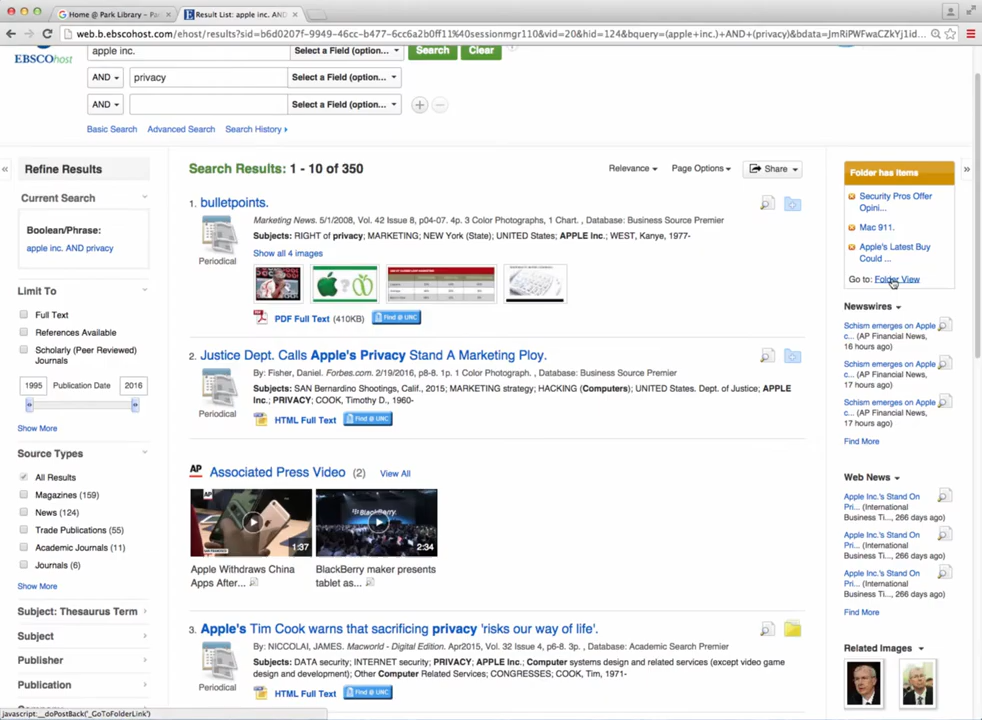 Home @ Park Library – Pa
Result List: apple inc. AND
web.b.ebscohost.com/ehost/results?sid=b6d0207f-9949-46cc-b477-6cc6a2b0ff11%40sessionmgr110&vid=20&hid=124&bquery=(apple+inc.)+AND+(privacy)&bdata=JmRiPWFwaCZkYj1id...
EBSCOhost
apple inc.
Select a Field (option...
Search
Clear
AND
privacy
Select a Field (option...
AND
Select a Field (option...
Basic Search
Advanced Search
Search History
Refine Results
Current Search
Boolean/Phrase:
apple inc. AND privacy
Limit To
Full Text
References Available
Scholarly (Peer Reviewed)
Journals
1995
Publication Date
2016
Show More
Source Types
All Results
Magazines (159)
News (124)
Trade Publications (55)
Academic Journals (11)
Journals (6)
Show More
Subject: Thesaurus Term
Subject
Publisher
Publication
Search Results: 1 - 10 of 350
Relevance
Page Options
Share
1. bulletpoints.
Periodical
Marketing News. 5/1/2008, Vol. 42 Issue 8, p04-07. 4p. 3 Color Photographs, 1 Chart. , Database: Business Source Premier
Subjects: RIGHT of privacy; MARKETING; NEW York (State); UNITED States; APPLE Inc.; WEST, Kanye, 1977-
Show all 4 images
PDF Full Text (410KB)
Find @ UNC
2. Justice Dept. Calls Apple's Privacy Stand A Marketing Ploy.
Periodical
By: Fisher, Daniel. Forbes.com. 2/19/2016, p8-8. 1p. 1 Color Photograph. , Database: Business Source Premier
Subjects: SAN Bernardino Shootings, Calif., 2015; MARKETING strategy; HACKING (Computers); UNITED States. Dept. of Justice; APPLE
Inc.; PRIVACY; COOK, Timothy D., 1960-
HTML Full Text
Find @ UNC
AP
Associated Press Video (2) View All
1:37
2:34
Apple Withdraws China
Apps After...
BlackBerry maker presents
tablet as...
3. Apple's Tim Cook warns that sacrificing privacy 'risks our way of life'.
Periodical
By: NICCOLAI, JAMES. Macworld - Digital Edition. Apr2015, Vol. 32 Issue 4, p6-8. 3p. , Database: Academic Search Premier
Subjects: DATA security; INTERNET security; PRIVACY; APPLE Inc.; Computer systems design and related services (except video game
design and development); Other Computer Related Services; CONGRESSES; COOK, Tim, 1971-
HTML Full Text
Find @ UNC
Folder has items
Security Pros Offer
Opini...
Mac 911.
Apple's Latest Buy
Could ...
Go to: Folder View
Newswires
Schism emerges on Apple
c... (AP Financial News,
16 hours ago)
Schism emerges on Apple
c... (AP Financial News,
17 hours ago)
Schism emerges on Apple
c... (AP Financial News,
17 hours ago)
Find More
Web News
Apple Inc.'s Stand On
Pri... (International
Business Ti..., 266 days ago)
Apple Inc.'s Stand On
Pri... (International
Business Ti..., 266 days ago)
Apple Inc.'s Stand On
Pri... (International
Business Ti..., 266 days ago)
Find More
Related Images
javascript:__doPostBack('_GoToFolderLink')